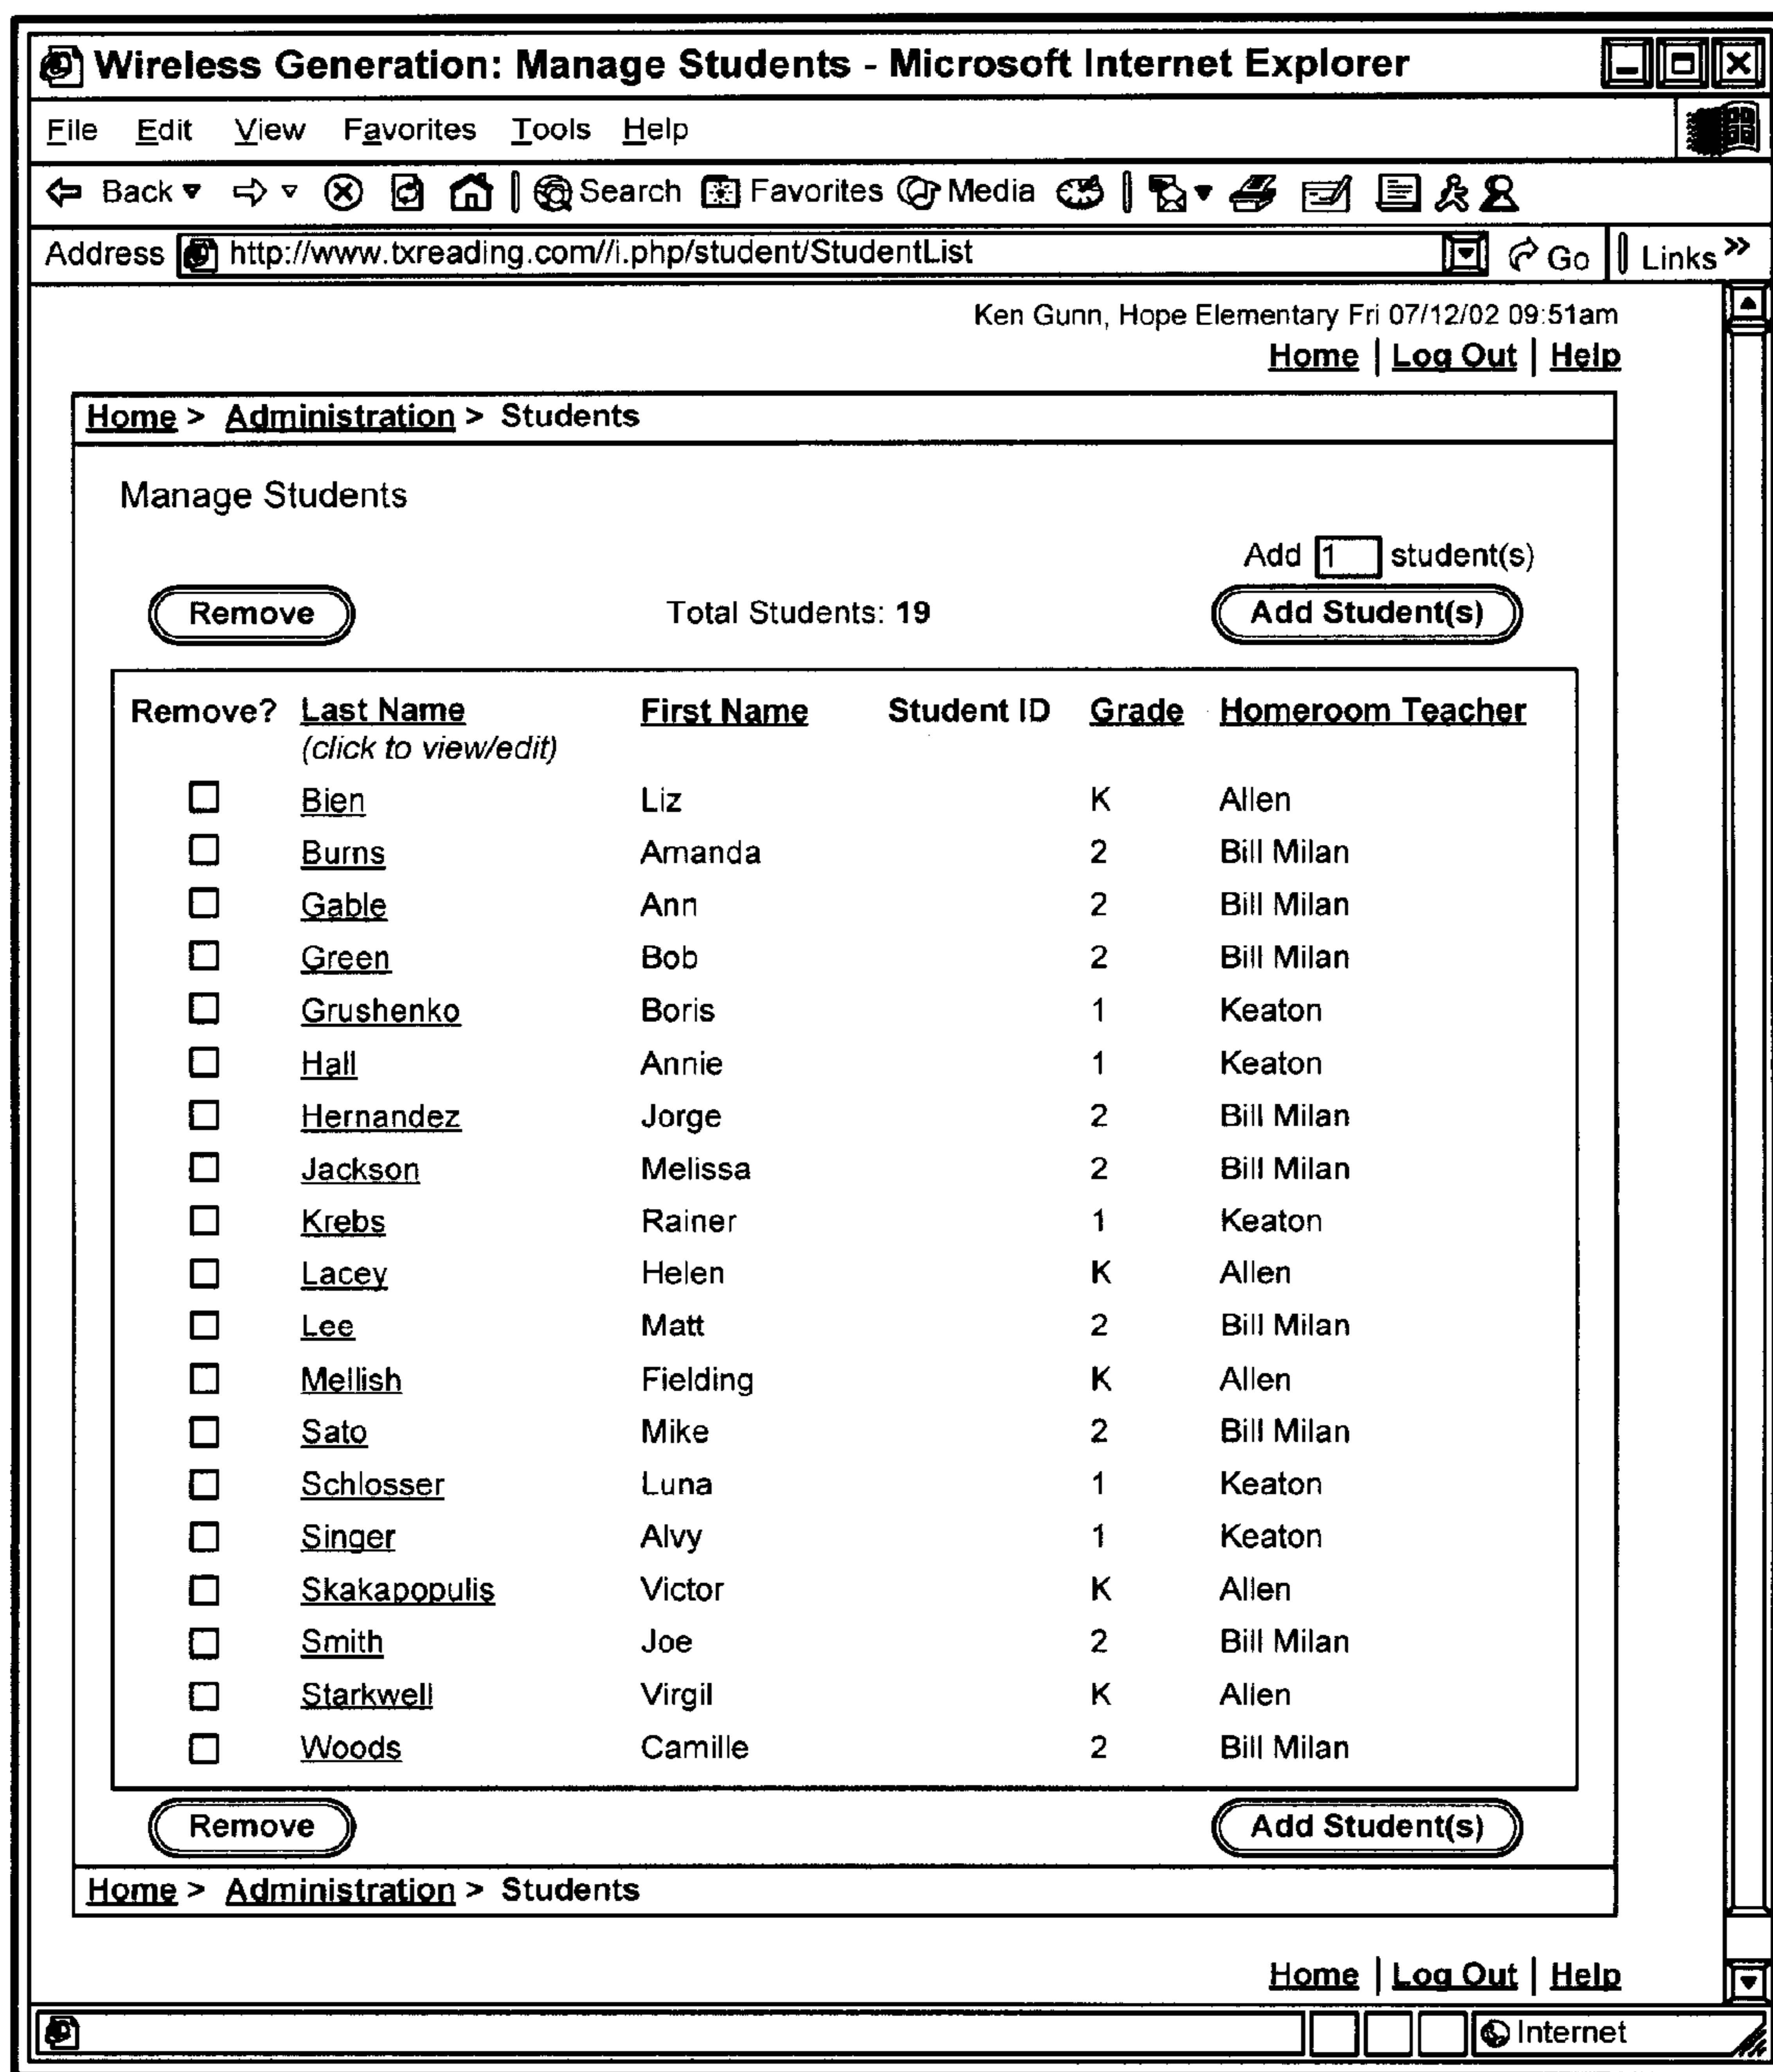 Wireless Generation: Manage Students - Microsoft Internet Explorer
File Edit View Favorites Tools Help
Back Search Favorites Media
Address http://www.txreading.com//i.php/student/StudentList Go Links »
Ken Gunn, Hope Elementary Fri 07/12/02 09:51am
Home | Log Out | Help
Home > Administration > Students
Manage Students
Add 1 student(s)
Remove Total Students: 19 Add Student(s)
Remove? Last Name First Name Student ID Grade Homeroom Teacher
(click to view/edit)
Bien Liz K Allen
Burns Amanda 2 Bill Milan
Gable Ann 2 Bill Milan
Green Bob 2 Bill Milan
Grushenko Boris 1 Keaton
Hall Annie 1 Keaton
Hernandez Jorge 2 Bill Milan
Jackson Melissa 2 Bill Milan
Krebs Rainer 1 Keaton
Lacey Helen K Allen
Lee Matt 2 Bill Milan
Mellish Fielding K Allen
Sato Mike 2 Bill Milan
Schlosser Luna 1 Keaton
Singer Alvy 1 Keaton
Skakapopulis Victor K Allen
Smith Joe 2 Bill Milan
Starkwell Virgil K Allen
Woods Camille 2 Bill Milan
Remove Add Student(s)
Home > Administration > Students
Home | Log Out | Help
Internet